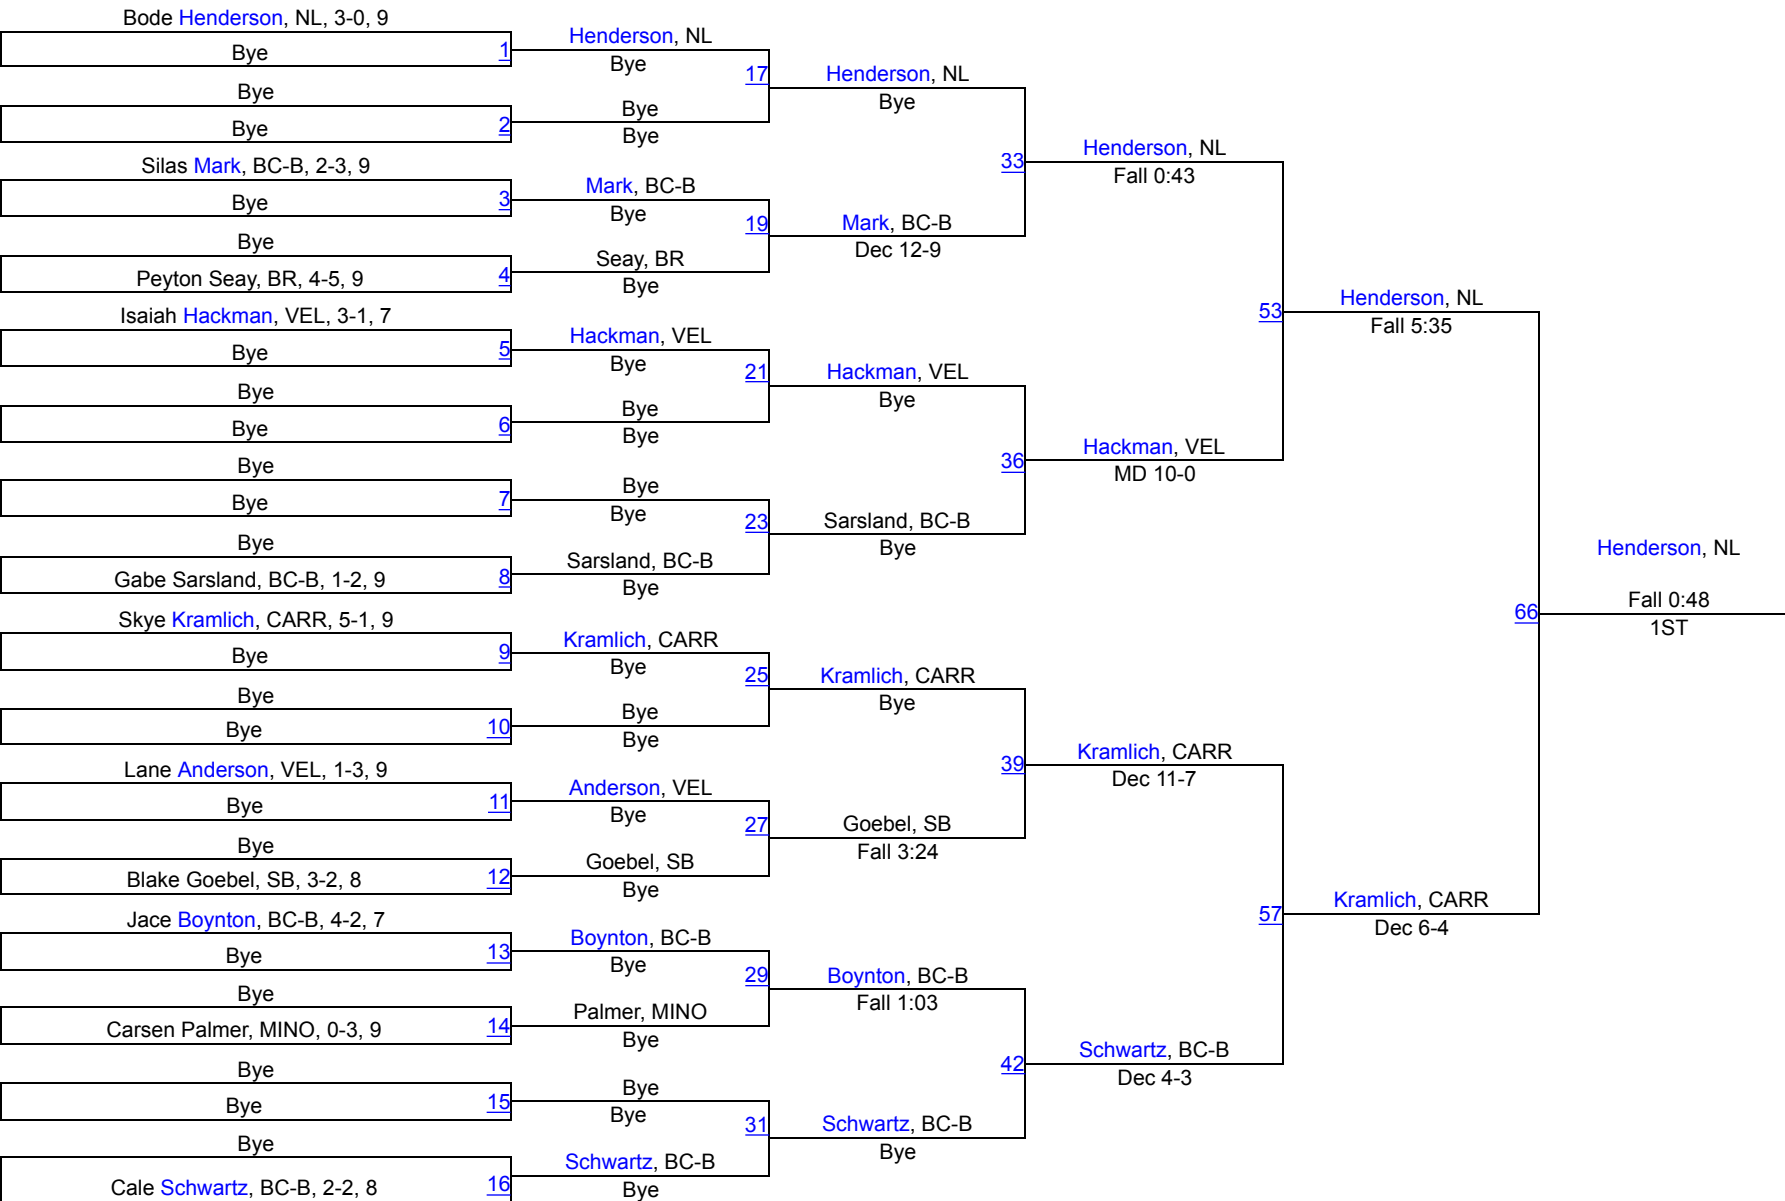 Bode Henderson, NL, 3-0, 9
Bye
1
Bye
Bye
2
Silas Mark, BC-B, 2-3, 9
Bye
3
Bye
Peyton Seay, BR, 4-5, 9
4
Isaiah Hackman, VEL, 3-1, 7
Bye
5
Bye
Bye
6
Bye
Bye
7
Bye
Gabe Sarsland, BC-B, 1-2, 9
8
Skye Kramlich, CARR, 5-1, 9
Bye
9
Bye
Bye
10
Lane Anderson, VEL, 1-3, 9
Bye
11
Bye
Blake Goebel, SB, 3-2, 8
12
Jace Boynton, BC-B, 4-2, 7
Bye
13
Bye
Carsen Palmer, MINO, 0-3, 9
14
Bye
Bye
15
Bye
Cale Schwartz, BC-B, 2-2, 8
16
Henderson, NL
Bye
17
Bye
Bye
Mark, BC-B
Bye
19
Seay, BR
Bye
Hackman, VEL
Bye
21
Bye
Bye
Bye
Bye
23
Sarsland, BC-B
Bye
Kramlich, CARR
Bye
25
Bye
Bye
Anderson, VEL
Bye
27
Goebel, SB
Bye
Boynton, BC-B
Bye
29
Palmer, MINO
Bye
Bye
Bye
31
Schwartz, BC-B
Bye
Henderson, NL
Bye
33
Mark, BC-B
Dec 12-9
Hackman, VEL
Bye
36
Sarsland, BC-B
Bye
Kramlich, CARR
Bye
39
Goebel, SB
Fall 3:24
Boynton, BC-B
Fall 1:03
42
Schwartz, BC-B
Bye
Henderson, NL
Fall 0:43
53
Hackman, VEL
MD 10-0
Kramlich, CARR
Dec 11-7
57
Schwartz, BC-B
Dec 4-3
Henderson, NL
Fall 5:35
66
Kramlich, CARR
Dec 6-4
Henderson, NL
Fall 0:48
1ST